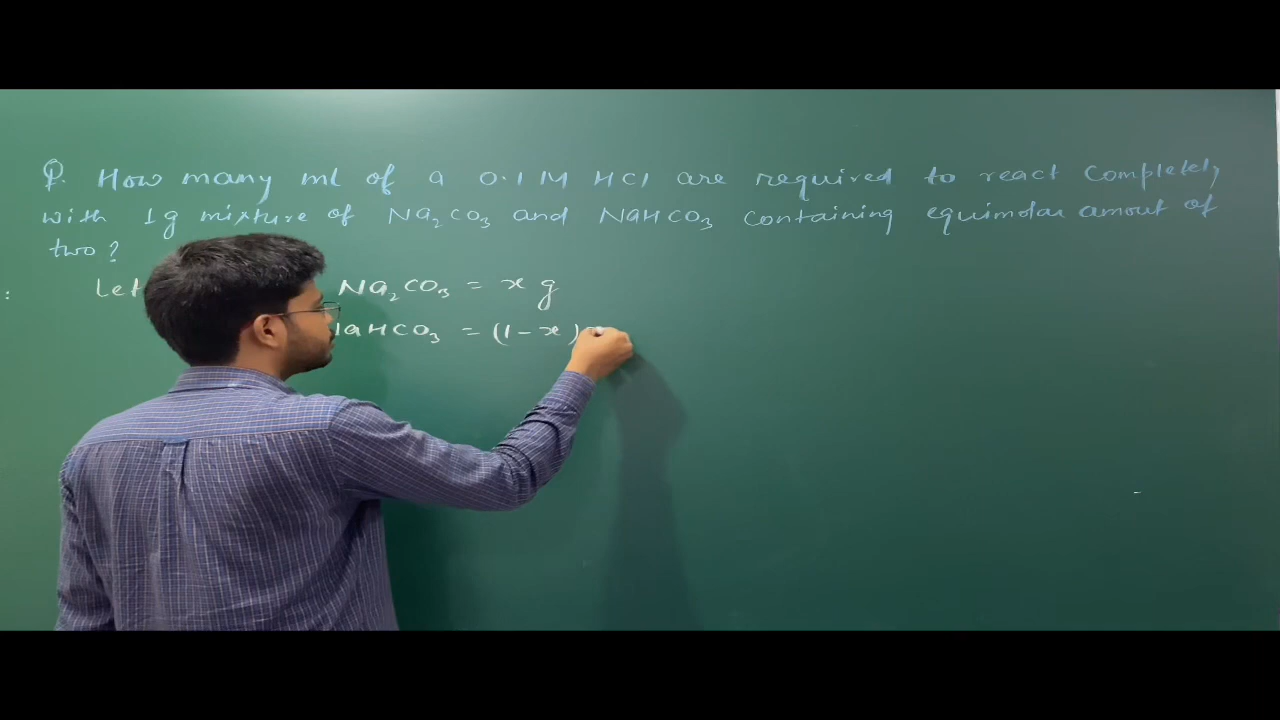 Q. How many ml of a 0.1 M HCl are required to react completely
with 1g mixture of Na₂CO₃ and NaHCO₃ containing equimolar amout of
two?
: Let Na₂CO₃ = x g
aHCO₃ = (1-x)